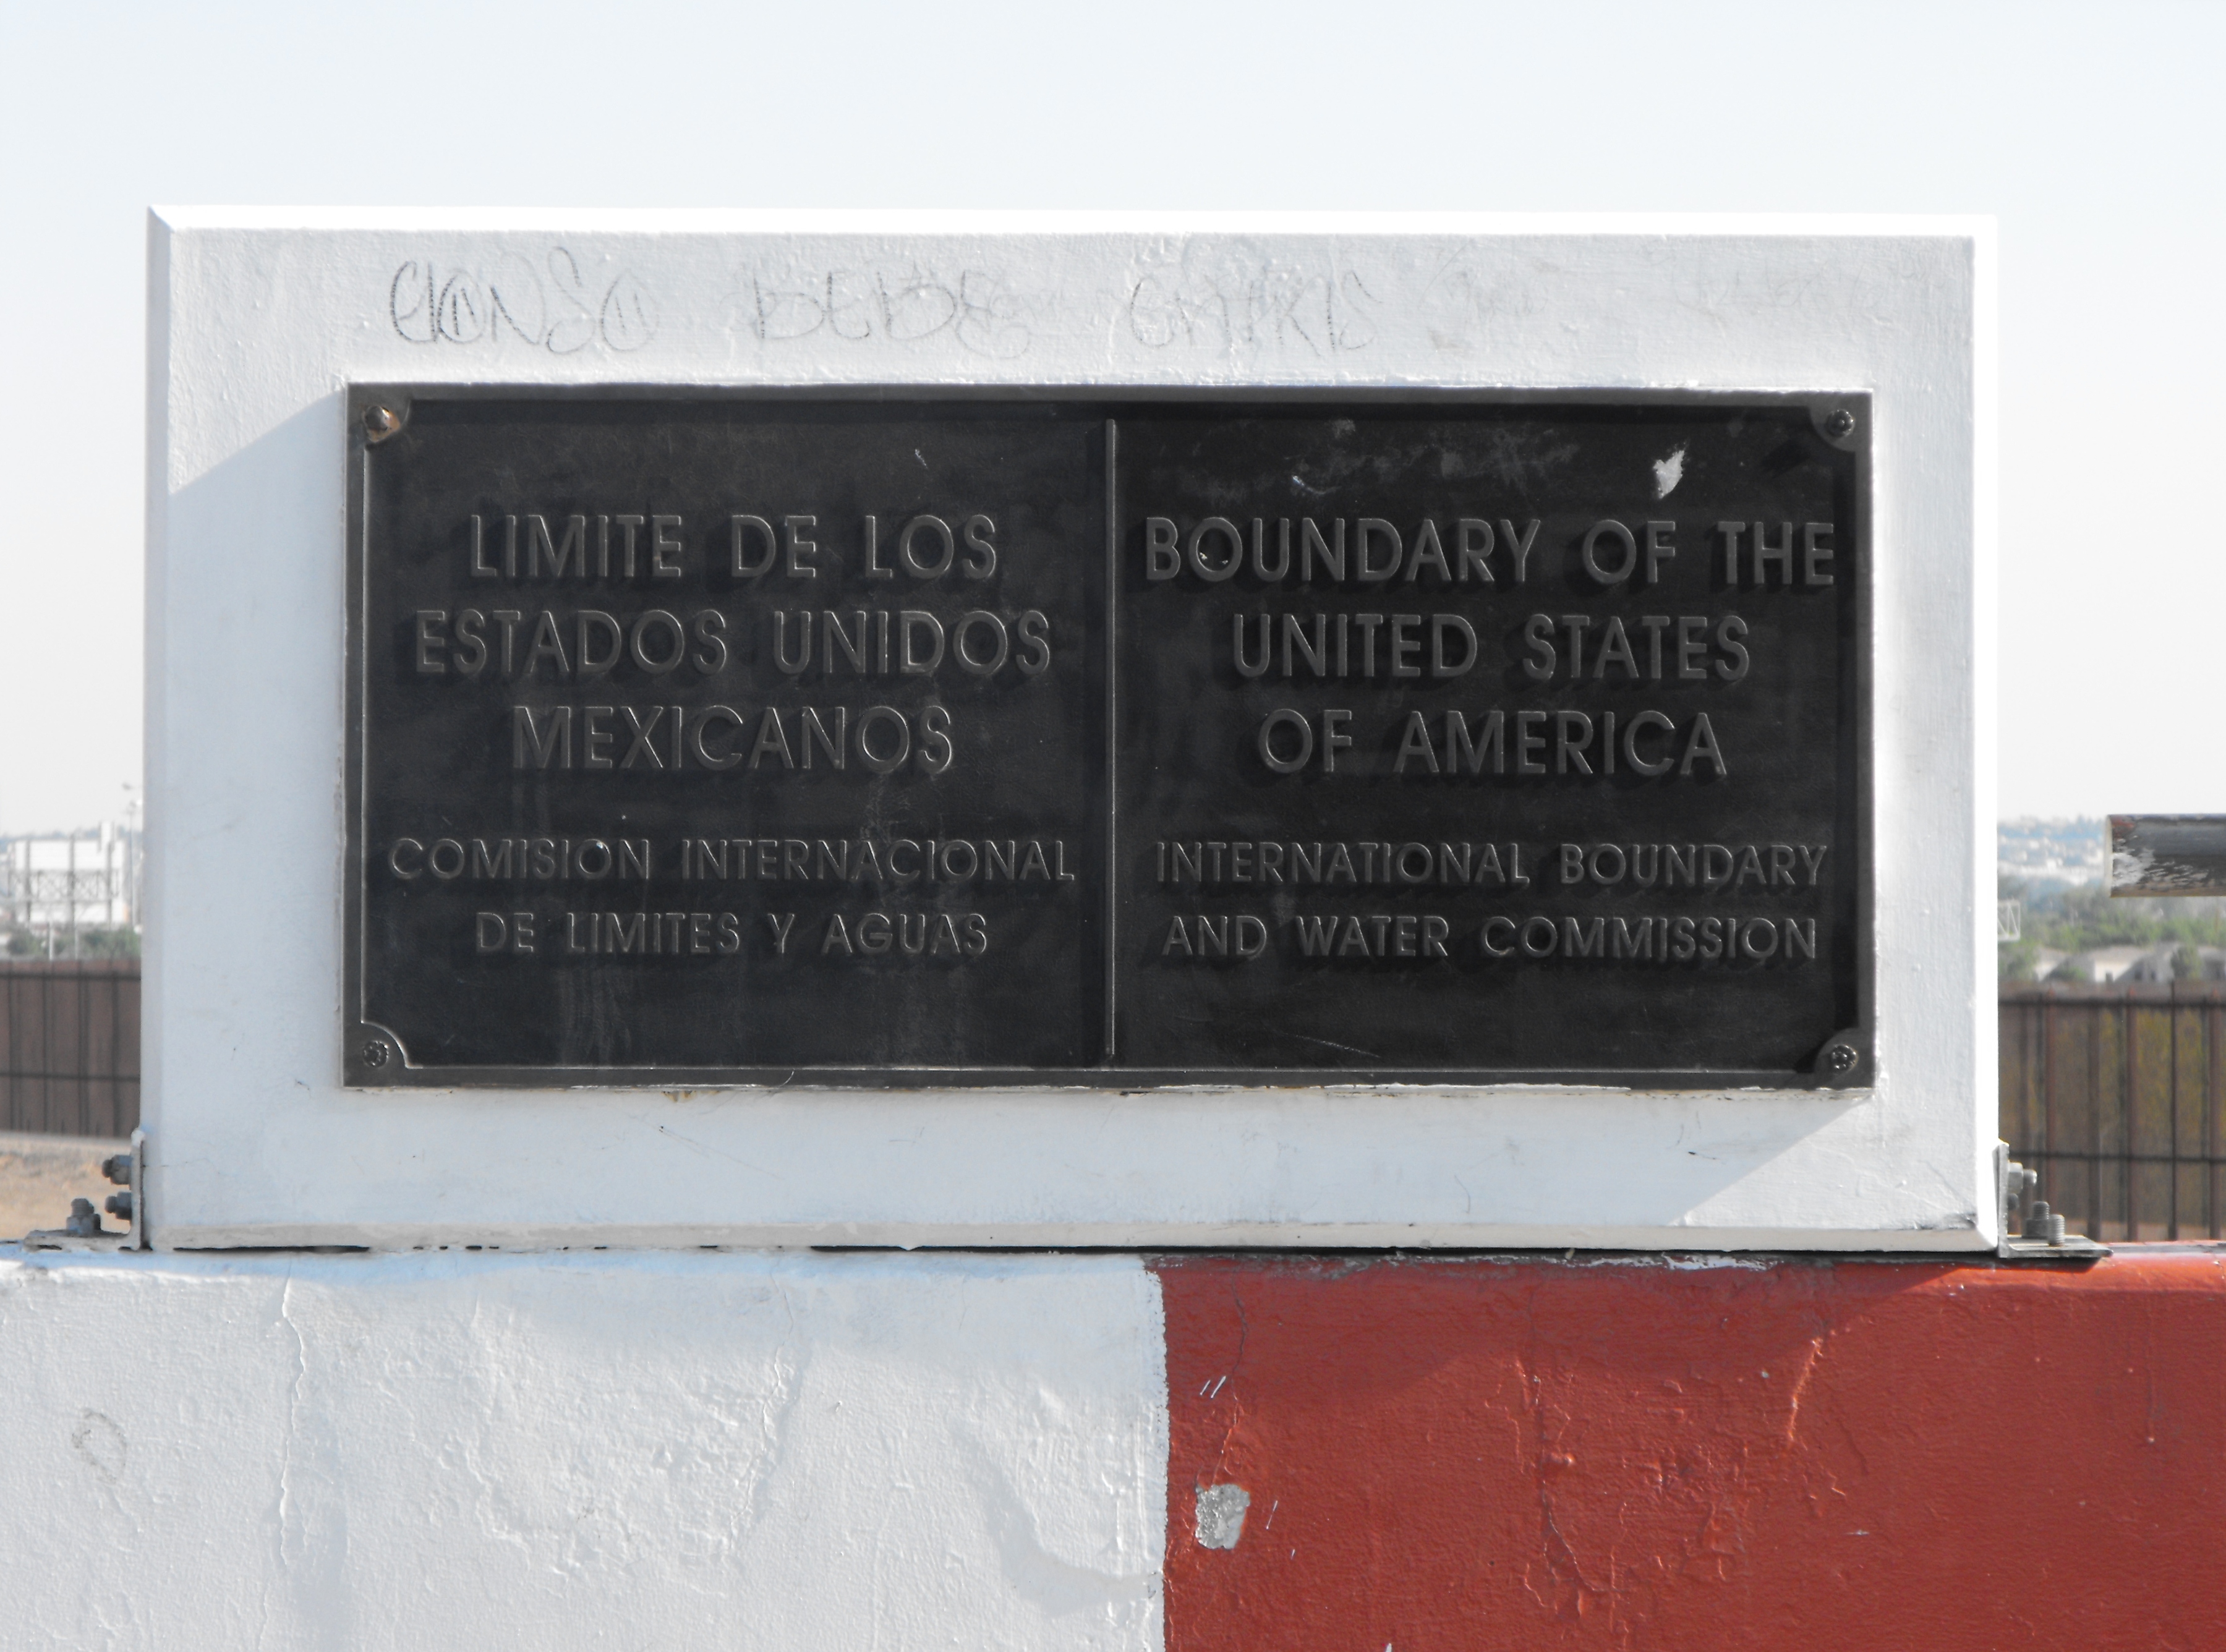 LIMITE DE LOS
ESTADOS UNIDOS
MEXICANOS
COMISION INTERNACIONAL
DE LIMITES Y AGUAS
BOUNDARY OF THE
UNITED STATES
OF AMERICA
INTERNATIONAL BOUNDARY
AND WATER COMMISSION